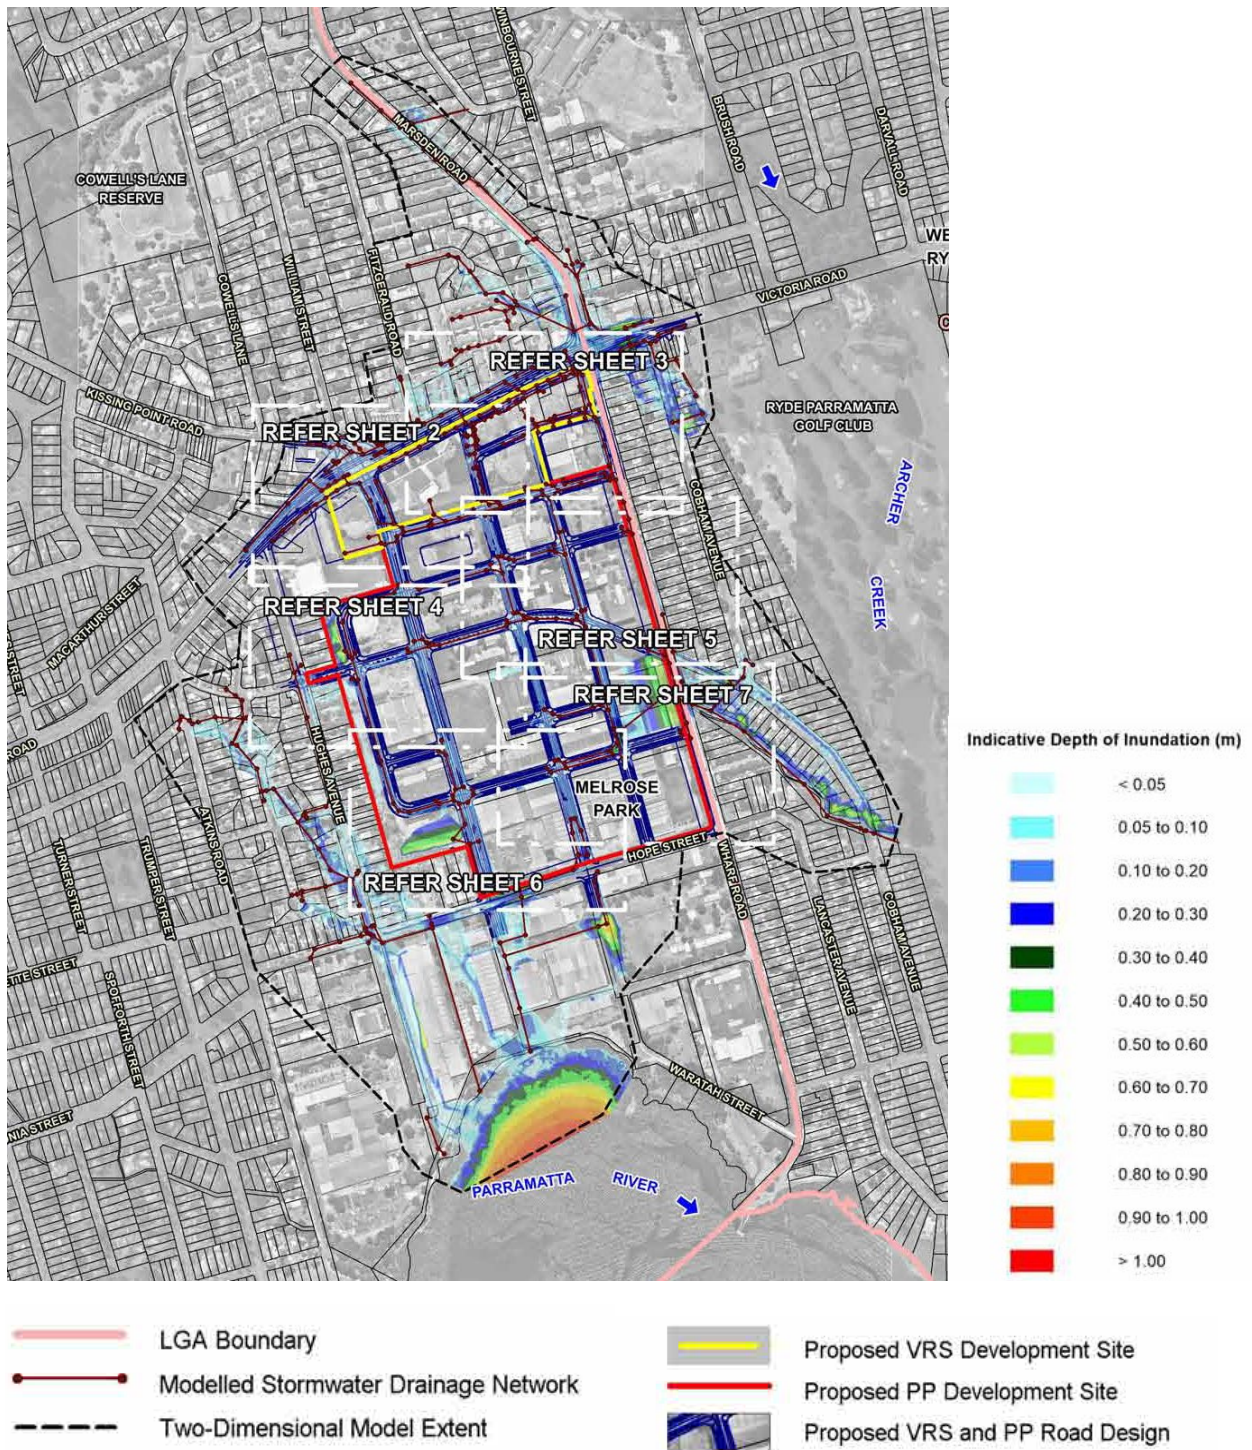 WINBOURNE STREET
BRUSH ROAD
DARVALL ROAD
MARSDEN ROAD
COWELL'S LANE
RESERVE
WE
RY
FITZGERALD ROAD
WILLIAM STREET
COWELLS LANE
VICTORIA ROAD
C
REFER SHEET 3
KISSING POINT ROAD
REFER SHEET 2
RYDE PARRAMATTA
GOLF CLUB
ARCHER
CREEK
COBHAM AVENUE
MACARTHUR STREET
STREET
REFER SHEET 4
REFER SHEET 5
REFER SHEET 7
ROAD
HUGHES AVENUE
MELROSE
PARK
ATKINS ROAD
TURNER STREET
TRUMPER STREET
HOPE STREET
WHARF ROAD
REFER SHEET 6
LANCASTER AVENUE
COBHAM AVENUE
ETTE STREET
SPOFFORTH STREET
WARATAH STREET
NIA STREET
PARRAMATTA RIVER
Indicative Depth of Inundation (m)
< 0.05
0.05 to 0.10
0.10 to 0.20
0.20 to 0.30
0.30 to 0.40
0.40 to 0.50
0.50 to 0.60
0.60 to 0.70
0.70 to 0.80
0.80 to 0.90
0.90 to 1.00
> 1.00
LGA Boundary
Modelled Stormwater Drainage Network
Two-Dimensional Model Extent
Proposed VRS Development Site
Proposed PP Development Site
Proposed VRS and PP Road Design